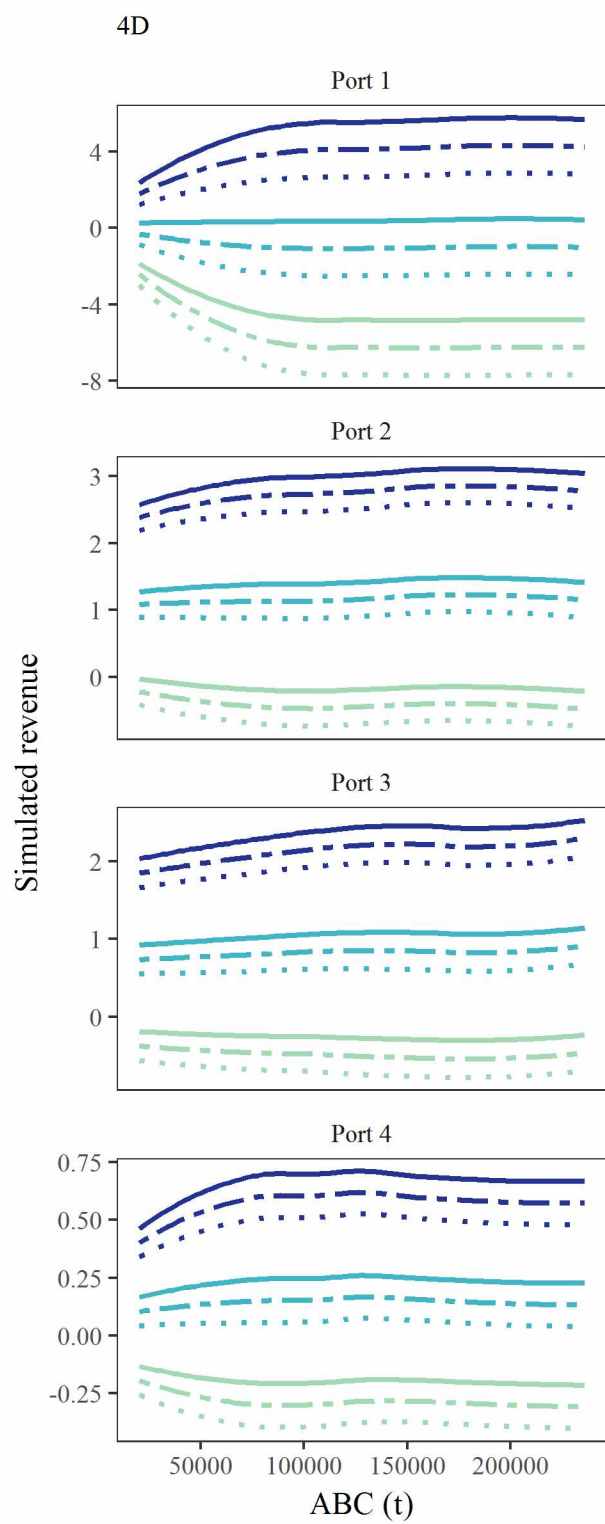 4D
Port 1
4
0
-4
-8
Port 2
3
2
1
0
Port 3
2
1
0
Port 4
0.75
0.50
0.25
0.00
-0.25
Simulated revenue
50000 100000 150000 200000
ABC (t)